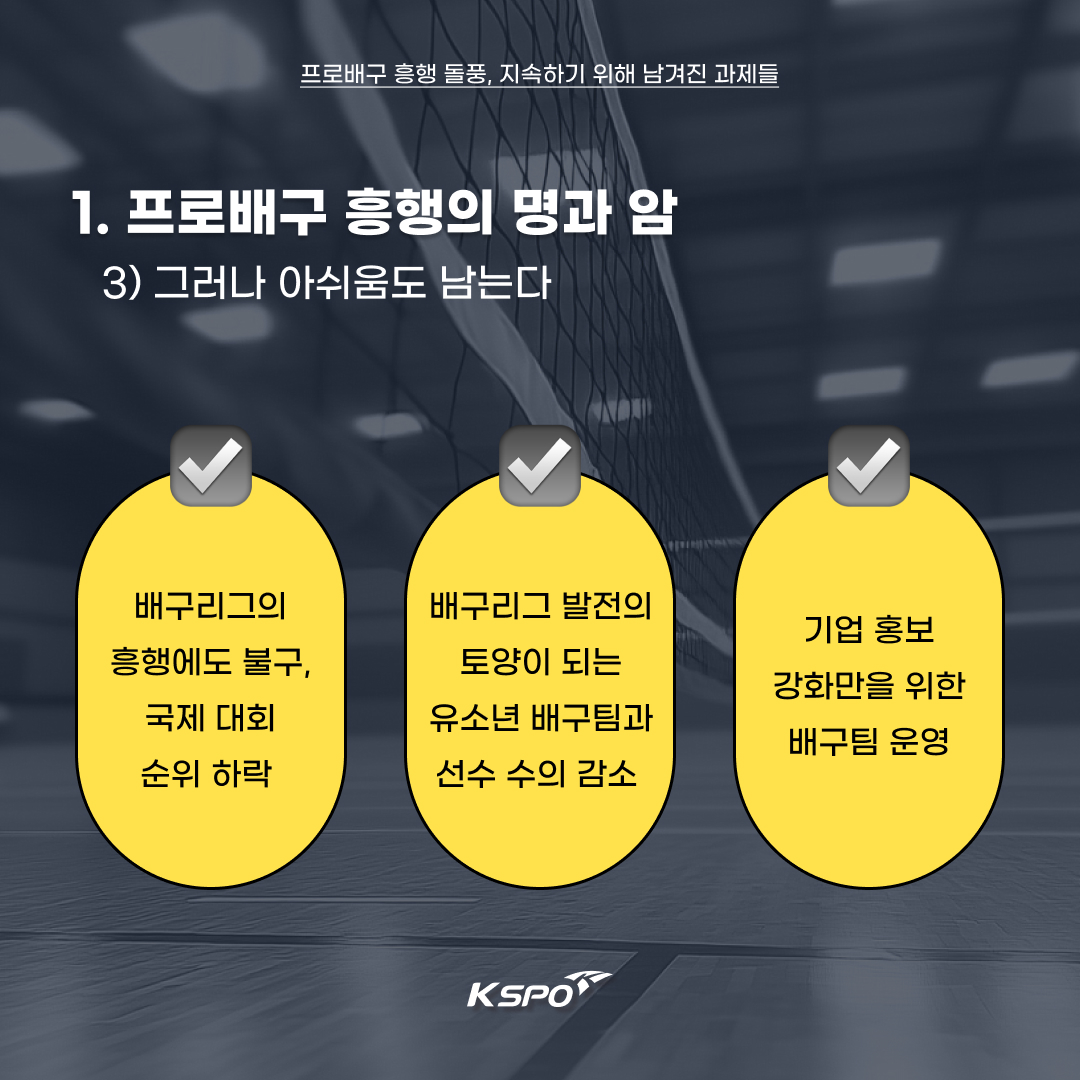 프로배구 흥행 돌풍, 지속하기 위해 남겨진 과제들
1. 프로배구 흥행의 명과 암
3) 그러나 아쉬움도 남는다
배구리그의
흥행에도 불구,
국제 대회
순위 하락
배구리그 발전의
토양이 되는
유소년 배구팀과
선수 수의 감소
기업 홍보
강화만을 위한
배구팀 운영
KSPO